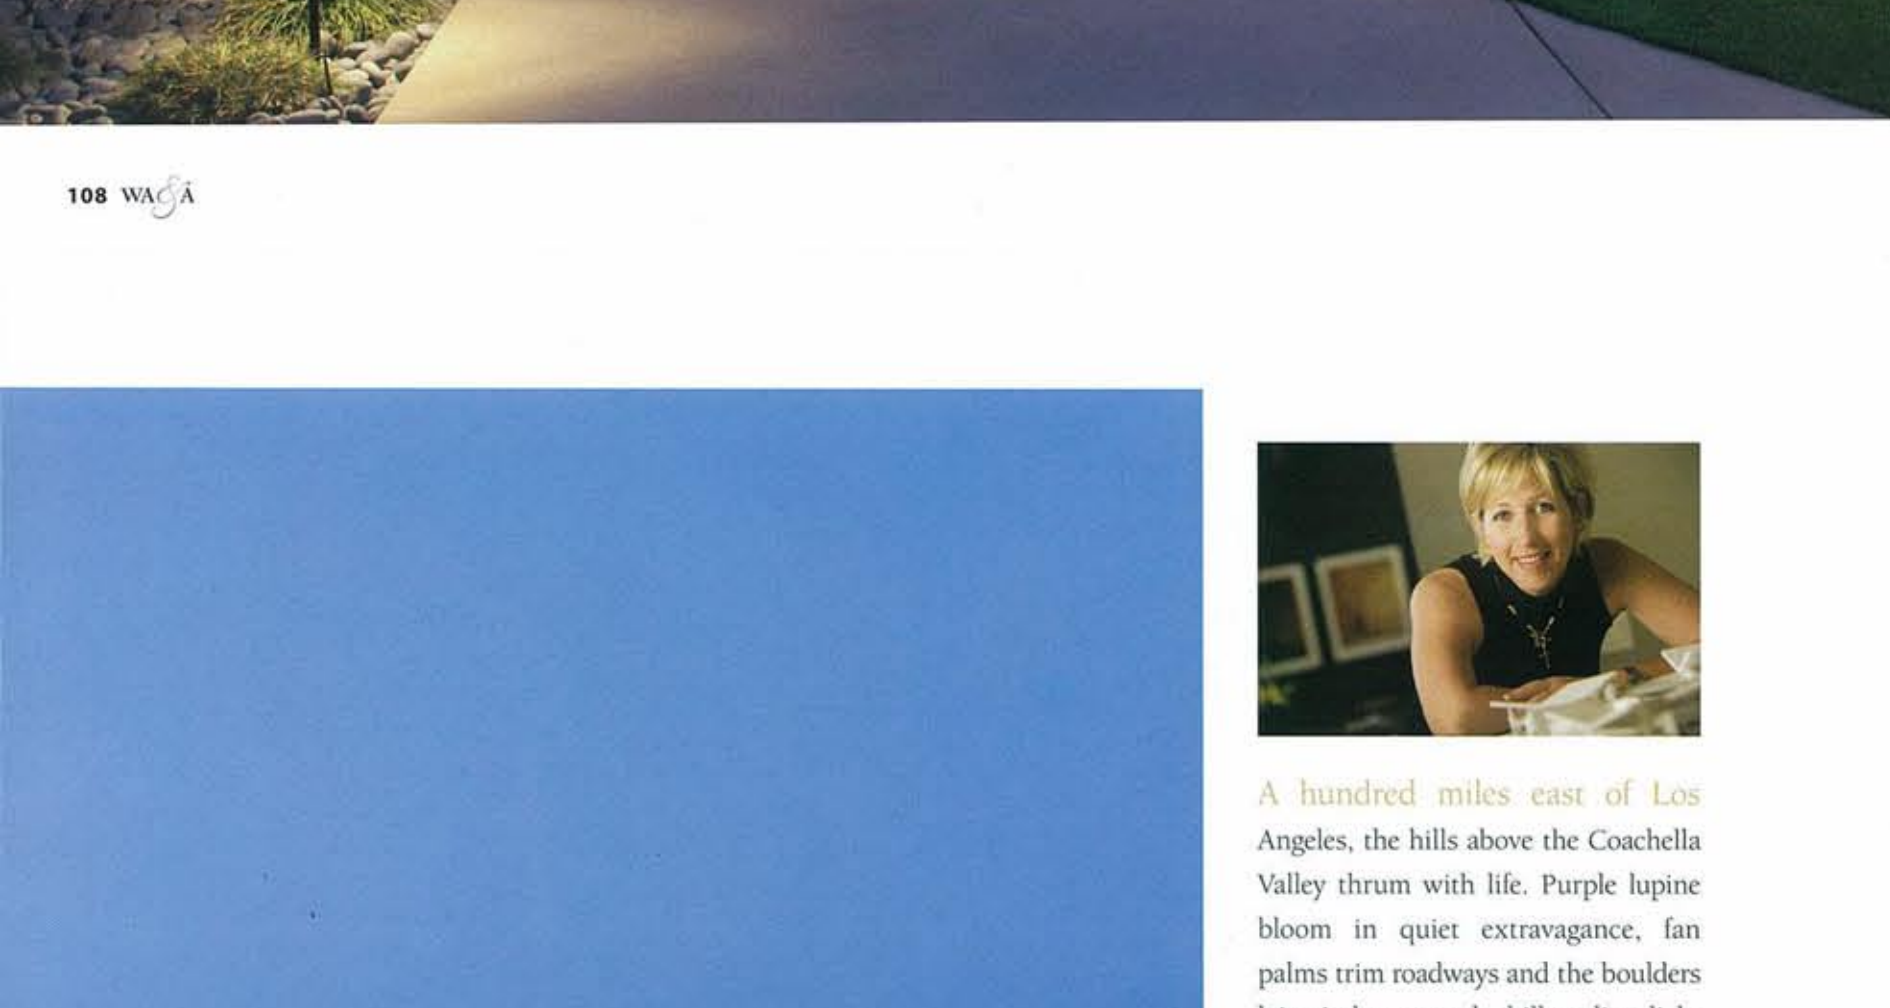 108 WA&A
A hundred miles east of Los
Angeles, the hills above the Coachella
Valley thrum with life. Purple lupine
bloom in quiet extravagance, fan
palms trim roadways and the boulders